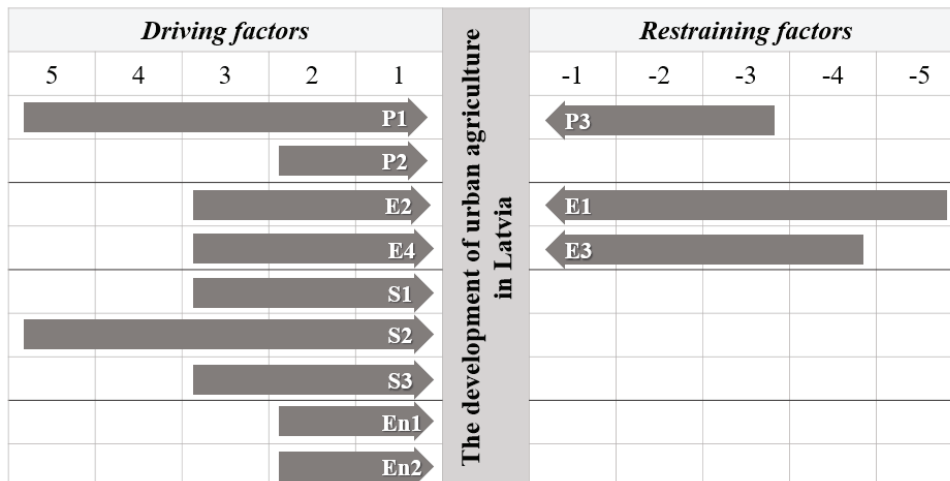 Driving factors
Restraining factors
5 4 3 2 1
-1 -2 -3 -4 -5
The development of urban agriculture
in Latvia
P1
P3
P2
E2
E1
E4
E3
S1
S2
S3
En1
En2